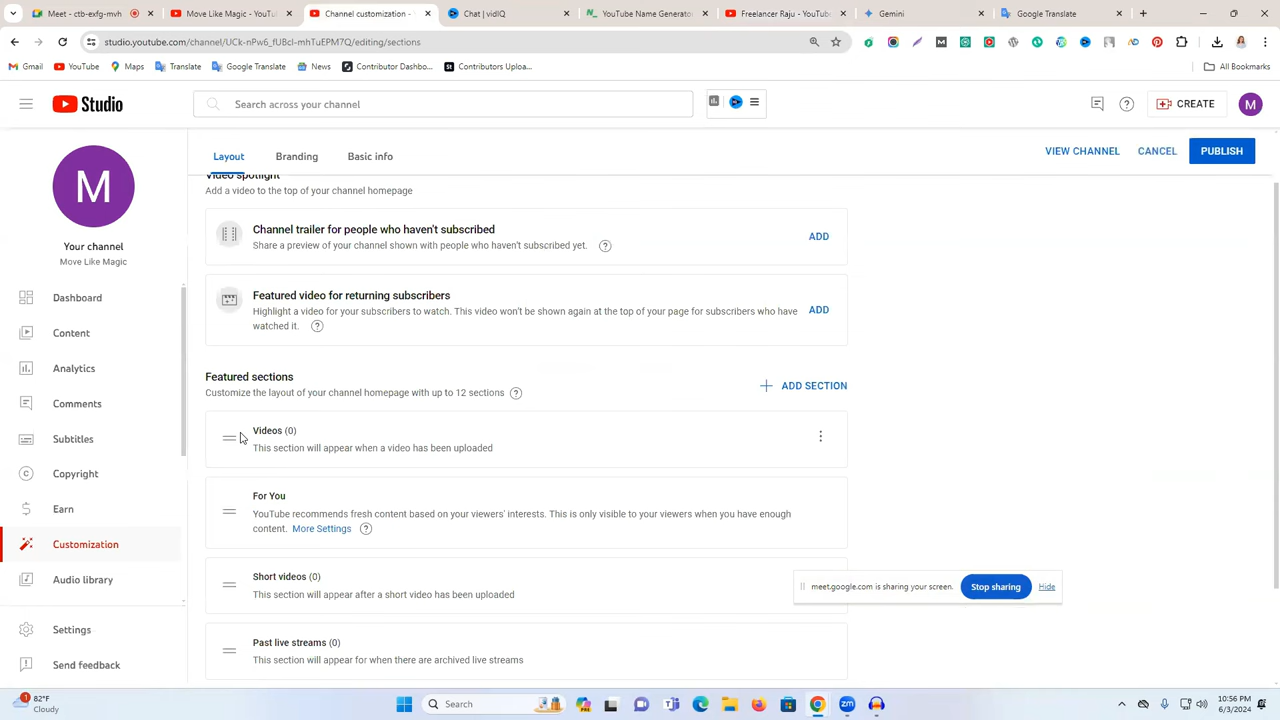 meet.google.com is sharing your screen.
Meet - ctb-efmg
Move Like Magic - YouTube
Channel customization -
Chat | vidIQ
YouTube Name Generator
Freelancer Raju - YouTube
Gemini
Google Translate
studio.youtube.com/channel/UCk-nPw6_fUBcI-mhTuEPM7Q/editing/sections
Gmail
YouTube
Maps
Translate
Google Translate
News
Contributor Dashbo...
Contributors Uploa...
All Bookmarks
Studio
Search across your channel
CREATE
M
M
Your channel
Move Like Magic
Dashboard
Content
Analytics
Comments
Subtitles
Copyright
Earn
Customization
Audio library
Settings
Send feedback
Layout
Branding
Basic info
VIEW CHANNEL
CANCEL
PUBLISH
Video spotlight
Add a video to the top of your channel homepage
Channel trailer for people who haven't subscribed
Share a preview of your channel shown with people who haven't subscribed yet.
ADD
Featured video for returning subscribers
Highlight a video for your subscribers to watch. This video won't be shown again at the top of your page for subscribers who have
watched it.
ADD
Featured sections
Customize the layout of your channel homepage with up to 12 sections
ADD SECTION
Videos (0)
This section will appear when a video has been uploaded
For You
YouTube recommends fresh content based on your viewers' interests. This is only visible to your viewers when you have enough
content. More Settings
Short videos (0)
This section will appear after a short video has been uploaded
Past live streams (0)
This section will appear for when there are archived live streams
Stop sharing
Hide
82°F
Cloudy
Search
10:56 PM
6/3/2024